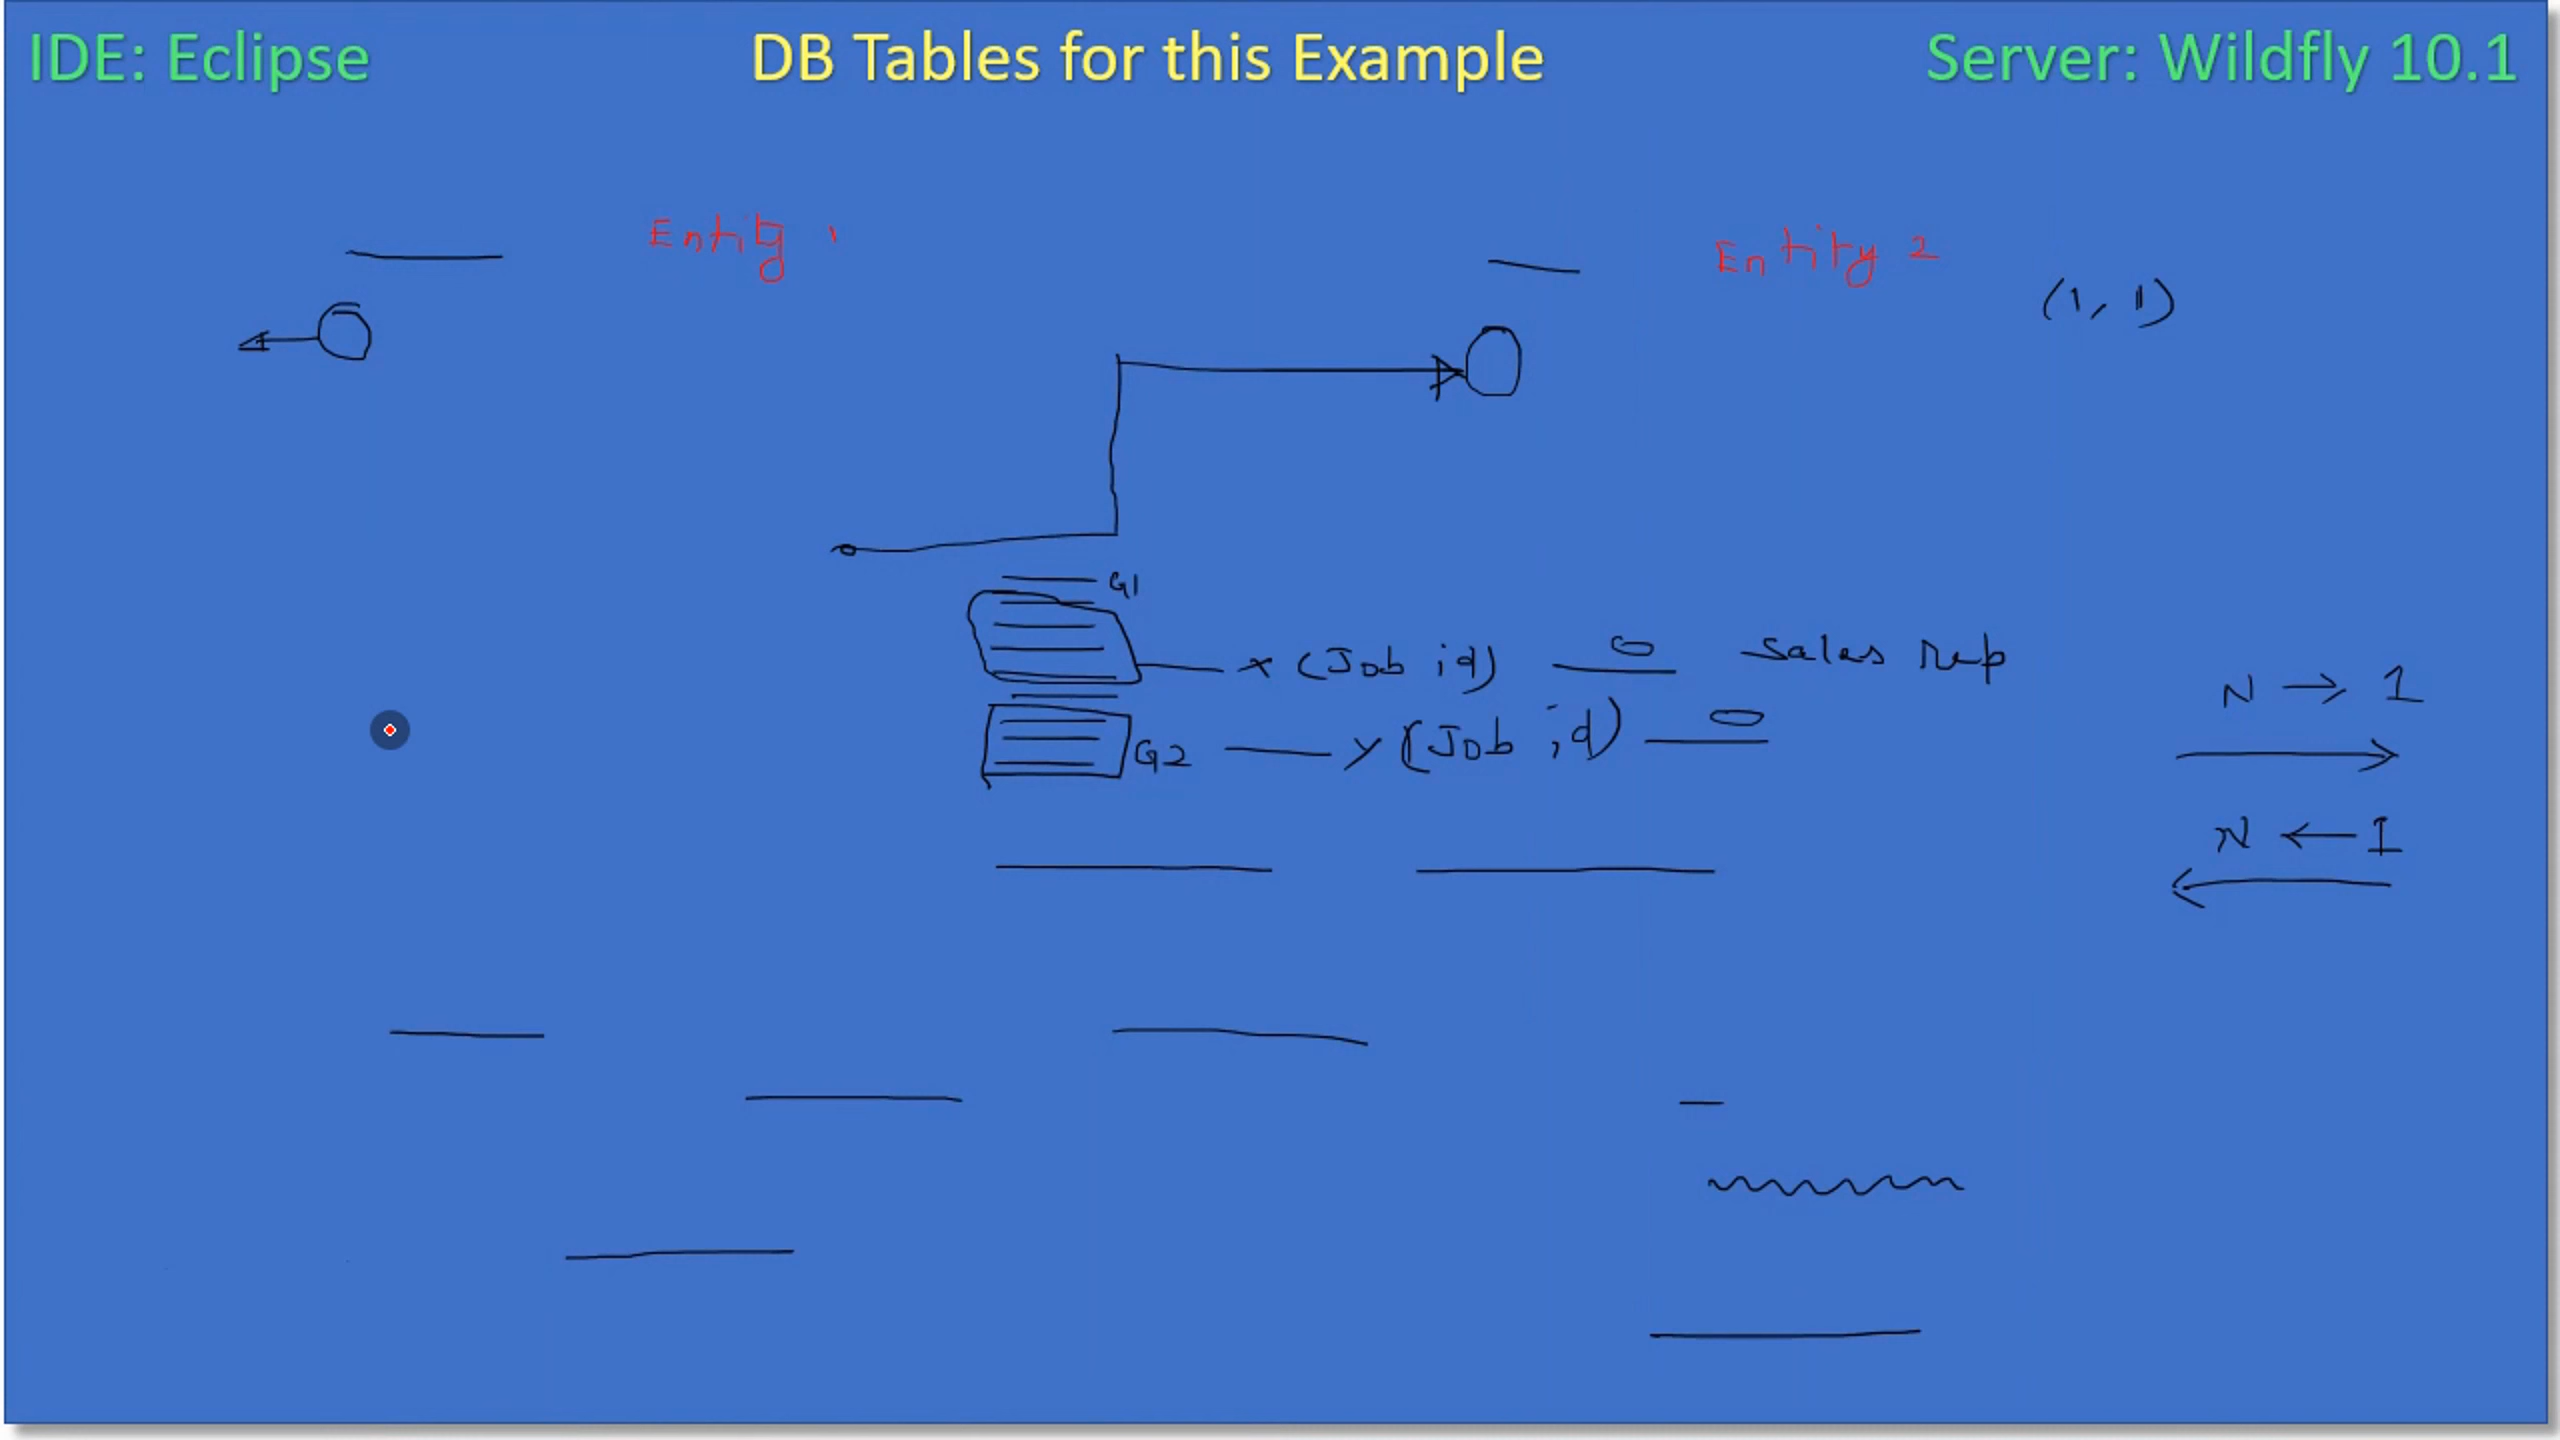 IDE: Eclipse
DB Tables for this Example
Server: Wildfly 10.1
Entity 1
Entity 2
(1, 1)
G1
x (Job id) Sales rep
G2 y (Job id)
N → 1
N ← 1